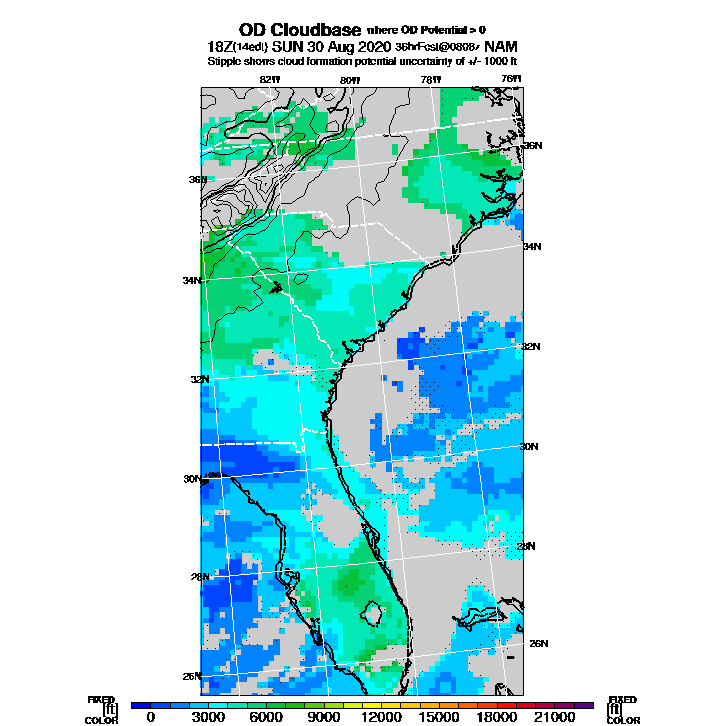 OD Cloudbase where OD Potential > 0
18Z(14edt) SUN 30 Aug 2020 36hrFcst@0808z NAM
Stipple shows cloud formation potential uncertainty of +/- 1000 ft
82W 80W 78W 76W
36N
36N
34N
34N
32N
32N
30N
30N
28N
28N
26N
26N
FIXED FIXED
[ft] 0 3000 6000 9000 12000 15000 18000 21000 [ft]
COLOR COLOR